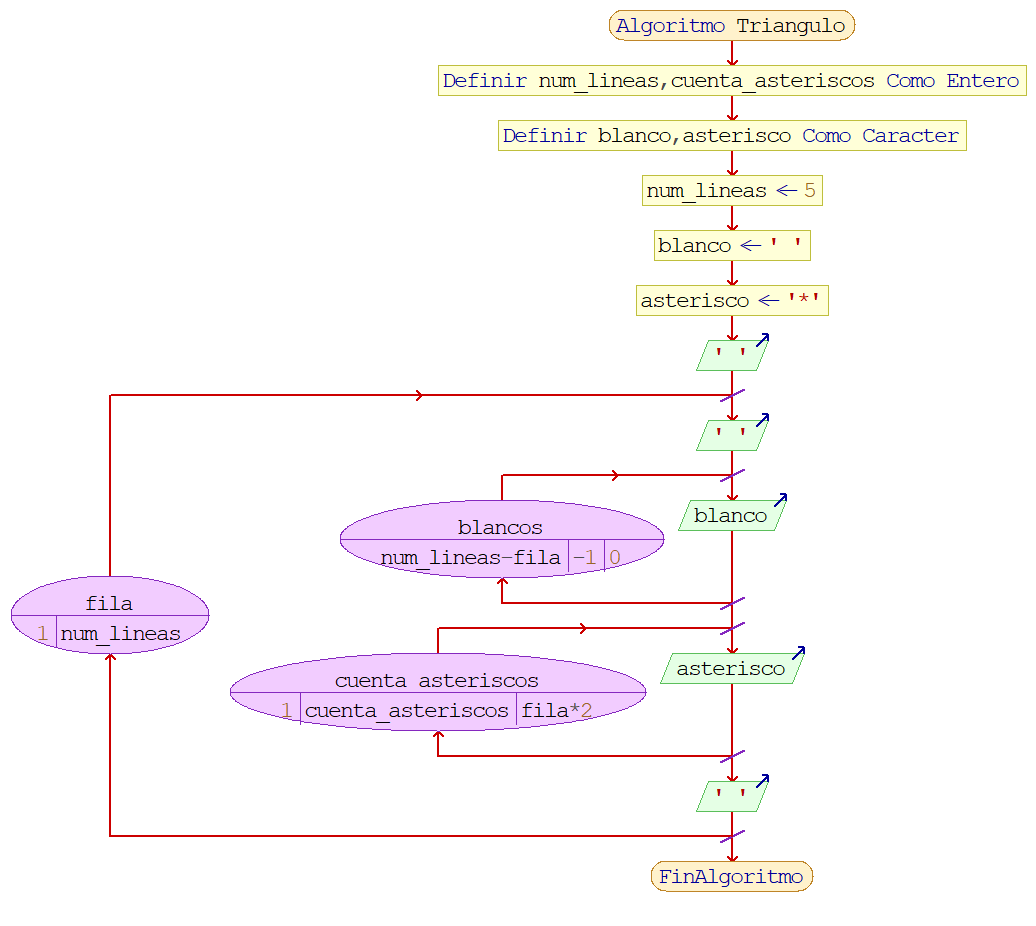 Algoritmo Triangulo
Definir num_lineas,cuenta_asteriscos Como Entero
Definir blanco,asterisco Como Caracter
num_lineas ← 5
blanco ← ' '
asterisco ← '*'
' '
' '
blancos
num_lineas-fila -1 0
blanco
fila
1 num_lineas
cuenta asteriscos
1 cuenta_asteriscos fila*2
asterisco
' '
FinAlgoritmo